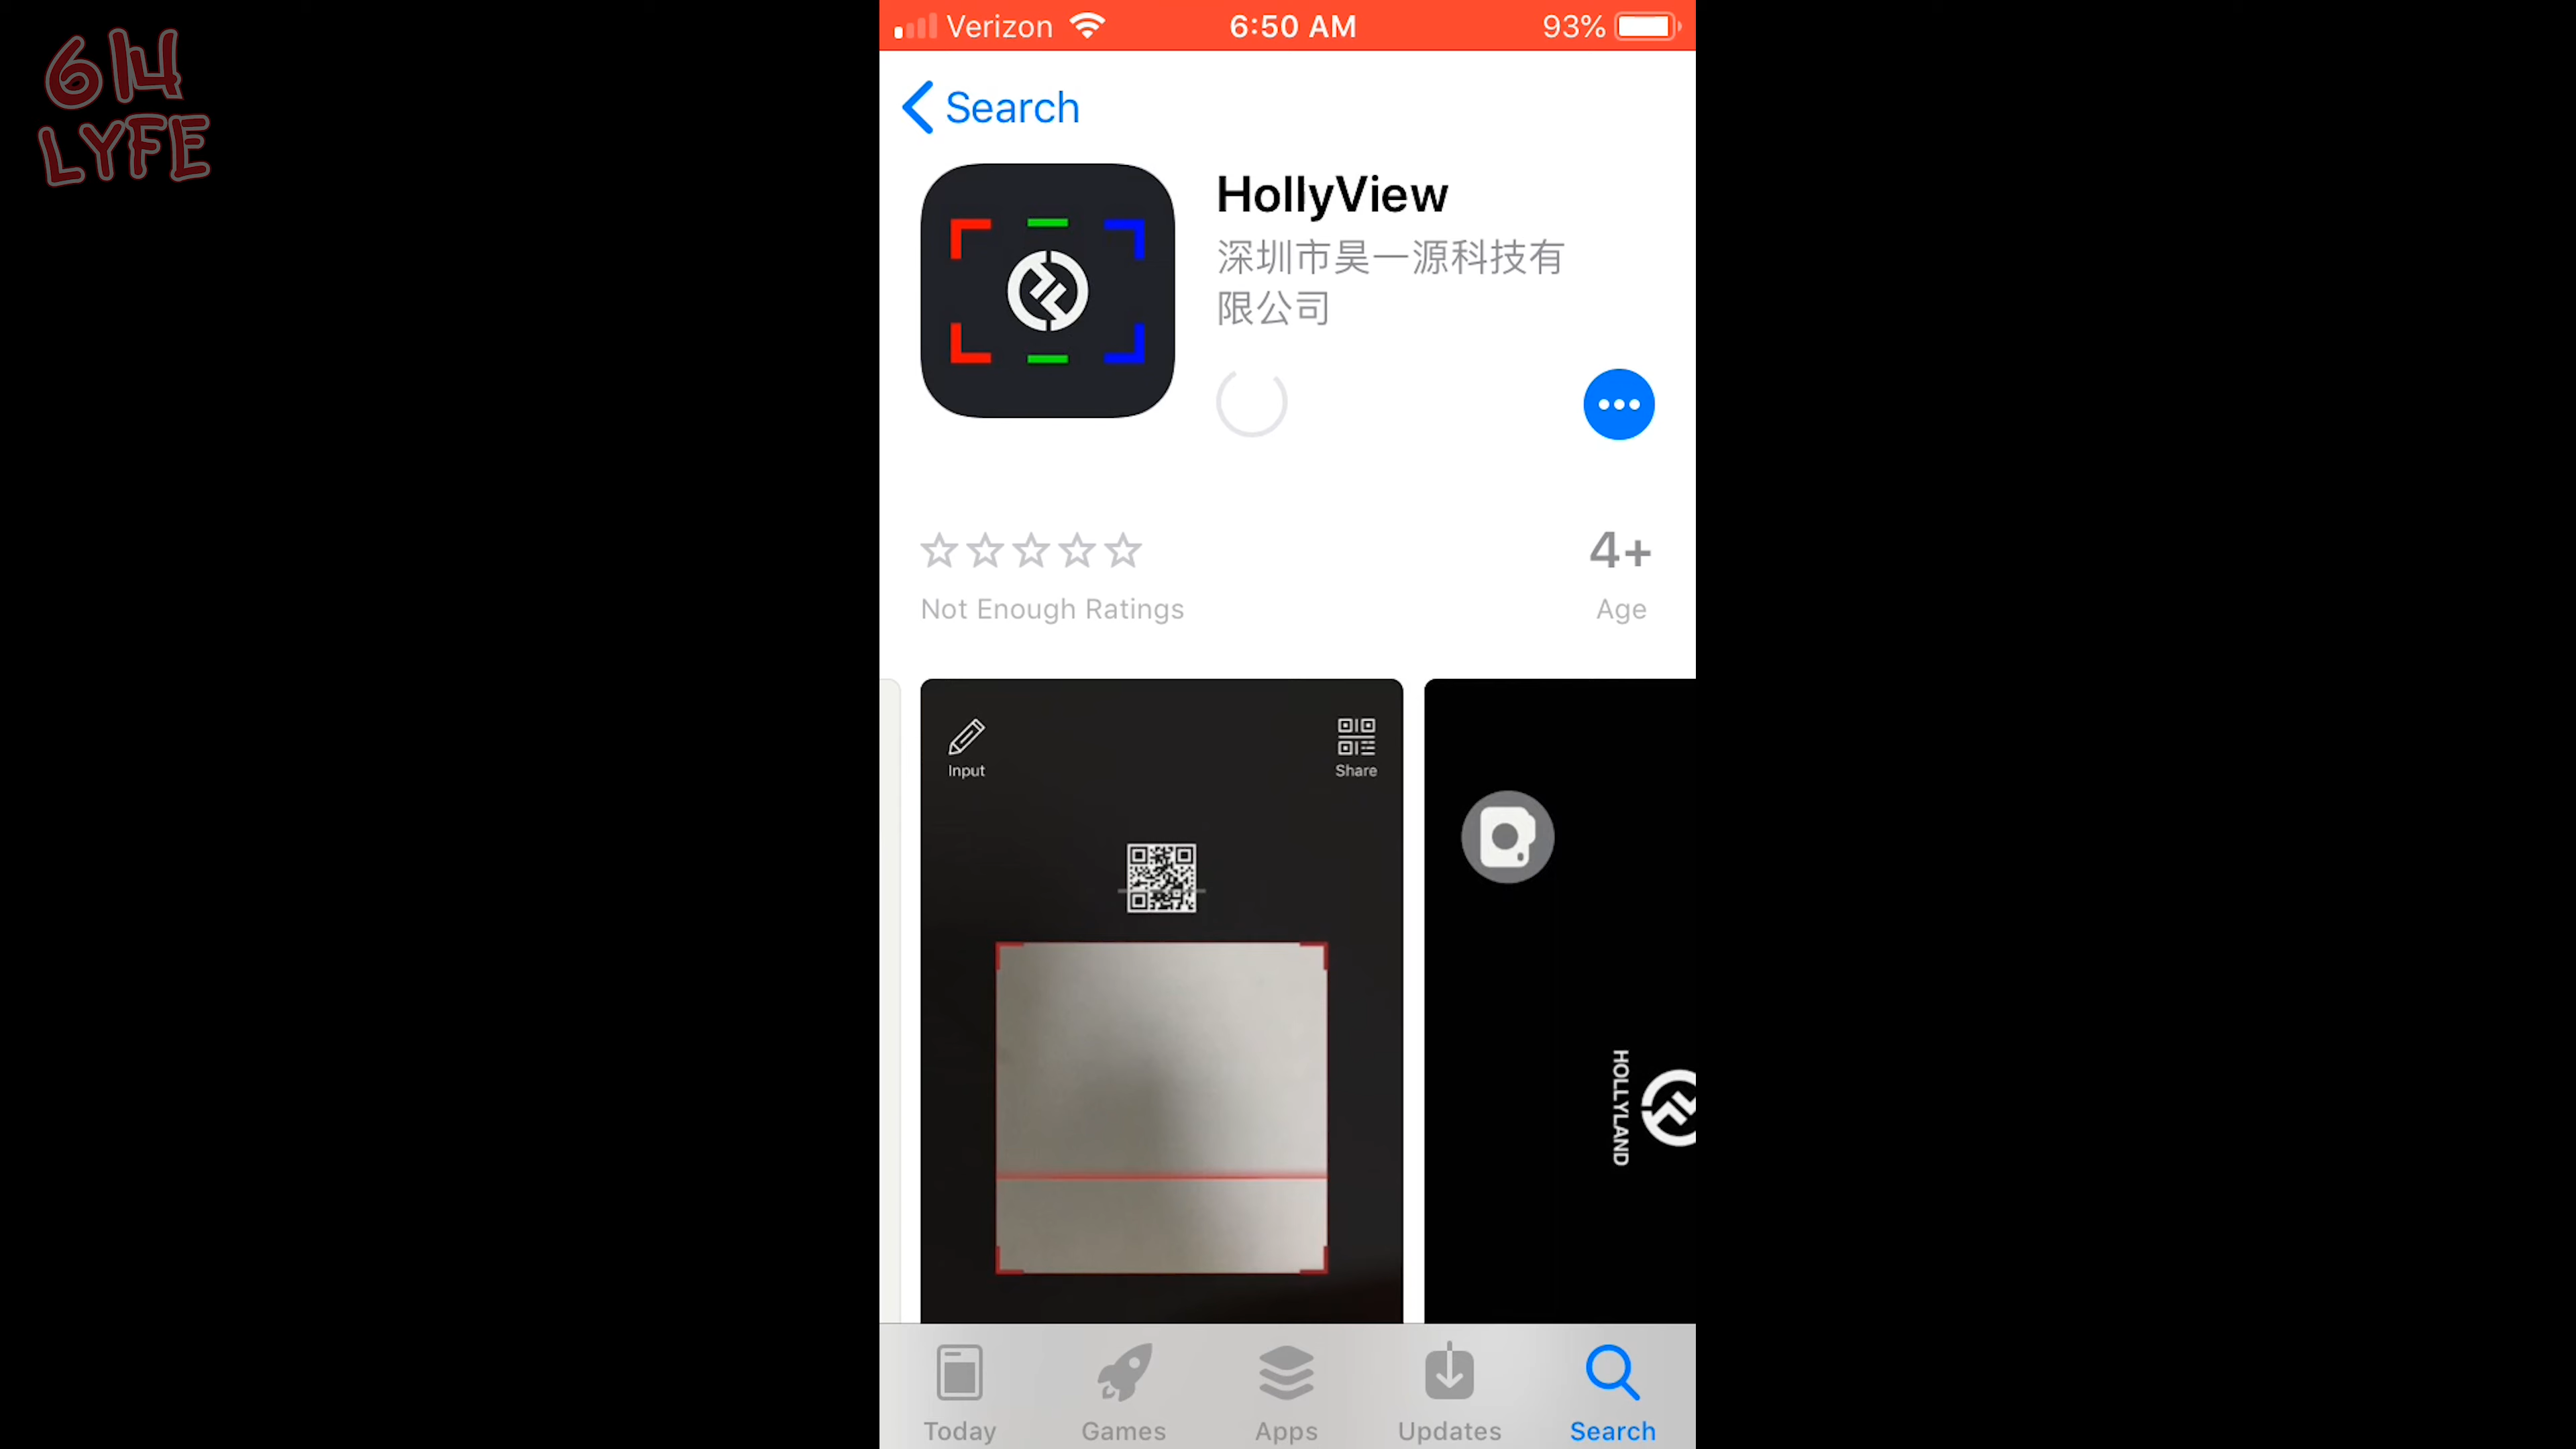 614
LYFE
Verizon 6:50 AM 93%
Search
HollyView
深圳市昊一源科技有
限公司
Not Enough Ratings
4+
Age
Input
Share
HOLLYLAND
Today
Games
Apps
Updates
Search